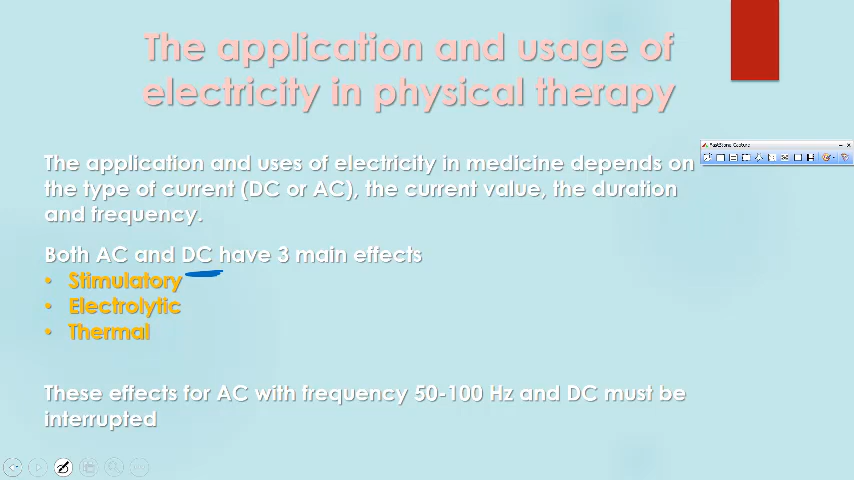 The application and usage of
electricity in physical therapy
FastStone Capture
The application and uses of electricity in medicine depends on
the type of current (DC or AC), the current value, the duration
and frequency.
Both AC and DC have 3 main effects
• Stimulatory
• Electrolytic
• Thermal
These effects for AC with frequency 50-100 Hz and DC must be
interrupted